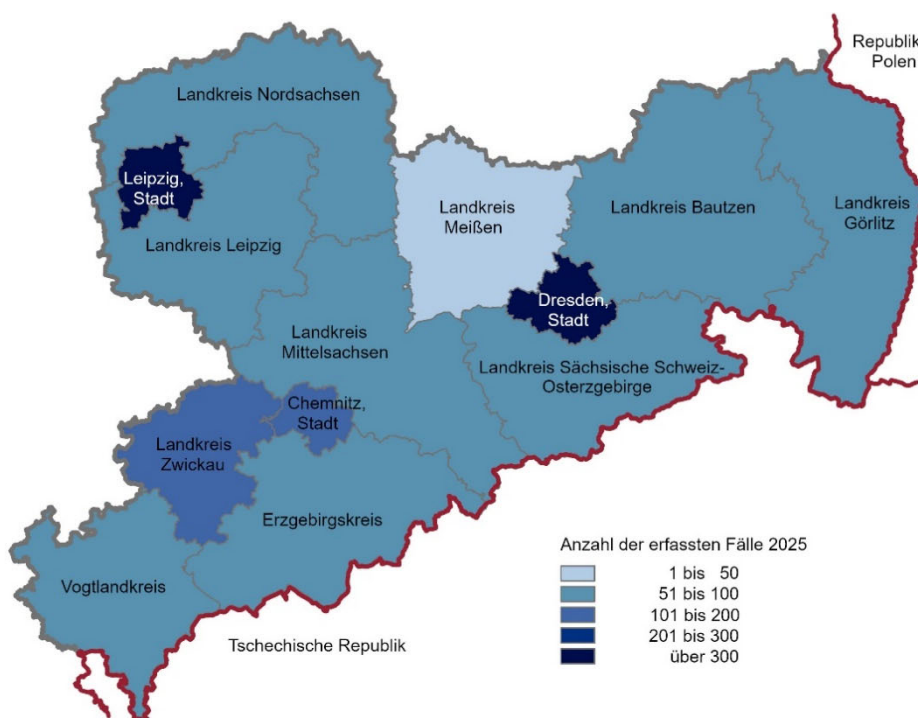 Republik
Polen
Landkreis Nordsachsen
Leipzig,
Stadt
Landkreis
Meißen
Landkreis Bautzen
Landkreis
Görlitz
Landkreis Leipzig
Dresden,
Stadt
Landkreis
Mittelsachsen
Landkreis Sächsische Schweiz-
Osterzgebirge
Chemnitz,
Stadt
Landkreis
Zwickau
Erzgebirgskreis
Vogtlandkreis
Tschechische Republik
Anzahl der erfassten Fälle 2025
1 bis 50
51 bis 100
101 bis 200
201 bis 300
über 300